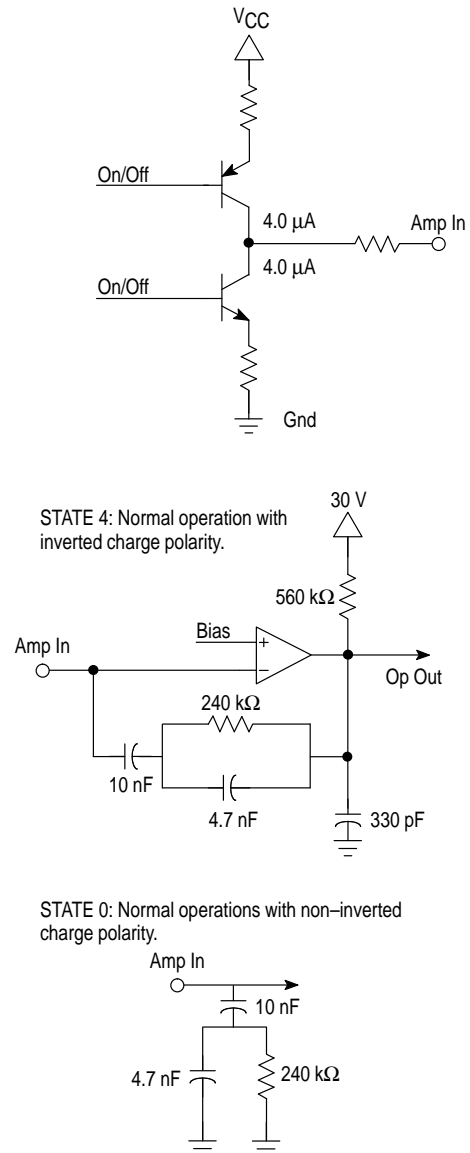 VCC
On/Off
4.0 µA
Amp In
4.0 µA
On/Off
Gnd
STATE 4: Normal operation with
inverted charge polarity.
30 V
560 kΩ
Bias
Amp In
+
−
Op Out
240 kΩ
10 nF
4.7 nF
330 pF
STATE 0: Normal operations with non–inverted
charge polarity.
Amp In
10 nF
4.7 nF
240 kΩ